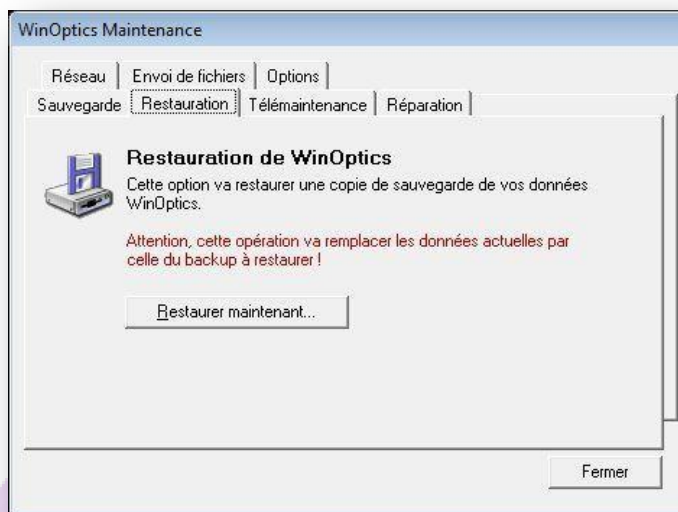 WinOptics Maintenance
Réseau
Envoi de fichiers
Options
Sauvegarde
Restauration
Télémaintenance
Réparation
Restauration de WinOptics
Cette option va restaurer une copie de sauvegarde de vos données
WinOptics.
Attention, cette opération va remplacer les données actuelles par
celle du backup à restaurer !
Restaurer maintenant...
Fermer